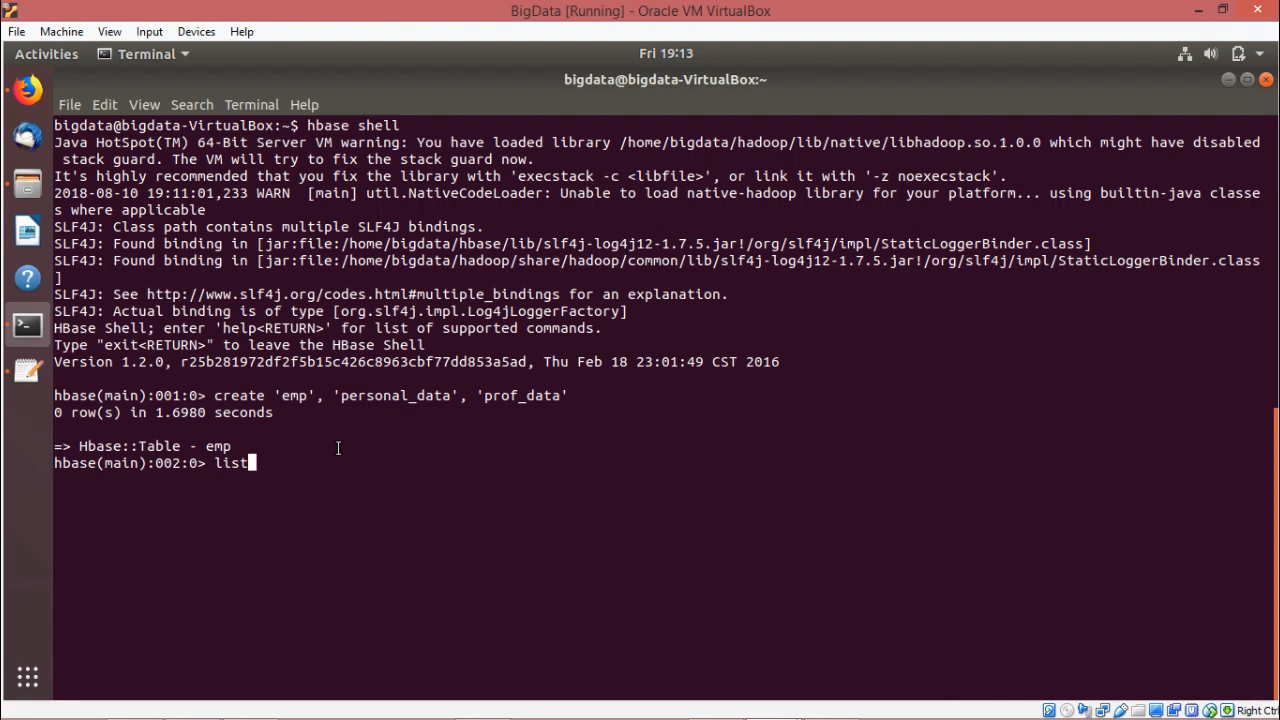 BigData [Running] - Oracle VM VirtualBox
File Machine View Input Devices Help
Activities Terminal Fri 19:13
bigdata@bigdata-VirtualBox:~
File Edit View Search Terminal Help
bigdata@bigdata-VirtualBox:~$ hbase shell
Java HotSpot(TM) 64-Bit Server VM warning: You have loaded library /home/bigdata/hadoop/lib/native/libhadoop.so.1.0.0 which might have disabled
stack guard. The VM will try to fix the stack guard now.
It's highly recommended that you fix the library with 'execstack -c <libfile>', or link it with '-z noexecstack'.
2018-08-10 19:11:01,233 WARN  [main] util.NativeCodeLoader: Unable to load native-hadoop library for your platform... using builtin-java classe
s where applicable
SLF4J: Class path contains multiple SLF4J bindings.
SLF4J: Found binding in [jar:file:/home/bigdata/hbase/lib/slf4j-log4j12-1.7.5.jar!/org/slf4j/impl/StaticLoggerBinder.class]
SLF4J: Found binding in [jar:file:/home/bigdata/hadoop/share/hadoop/common/lib/slf4j-log4j12-1.7.5.jar!/org/slf4j/impl/StaticLoggerBinder.class
]
SLF4J: See http://www.slf4j.org/codes.html#multiple_bindings for an explanation.
SLF4J: Actual binding is of type [org.slf4j.impl.Log4jLoggerFactory]
HBase Shell; enter 'help<RETURN>' for list of supported commands.
Type "exit<RETURN>" to leave the HBase Shell
Version 1.2.0, r25b281972df2f5b15c426c8963cbf77dd853a5ad, Thu Feb 18 23:01:49 CST 2016
hbase(main):001:0> create 'emp', 'personal_data', 'prof_data'
0 row(s) in 1.6980 seconds
=> Hbase::Table - emp
hbase(main):002:0> list
Right Ctrl